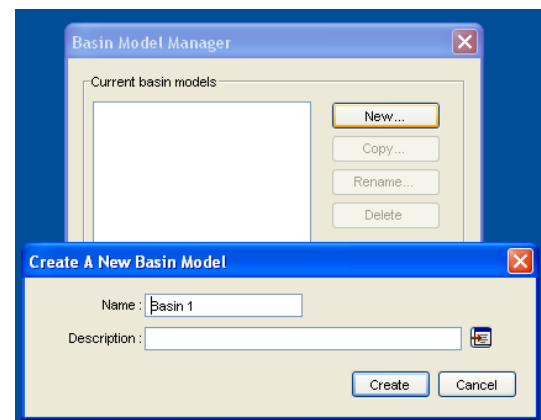 Basin Model Manager
Current basin models
New...
Copy...
Rename...
Delete
Create A New Basin Model
Name : Basin 1
Description :
Create Cancel